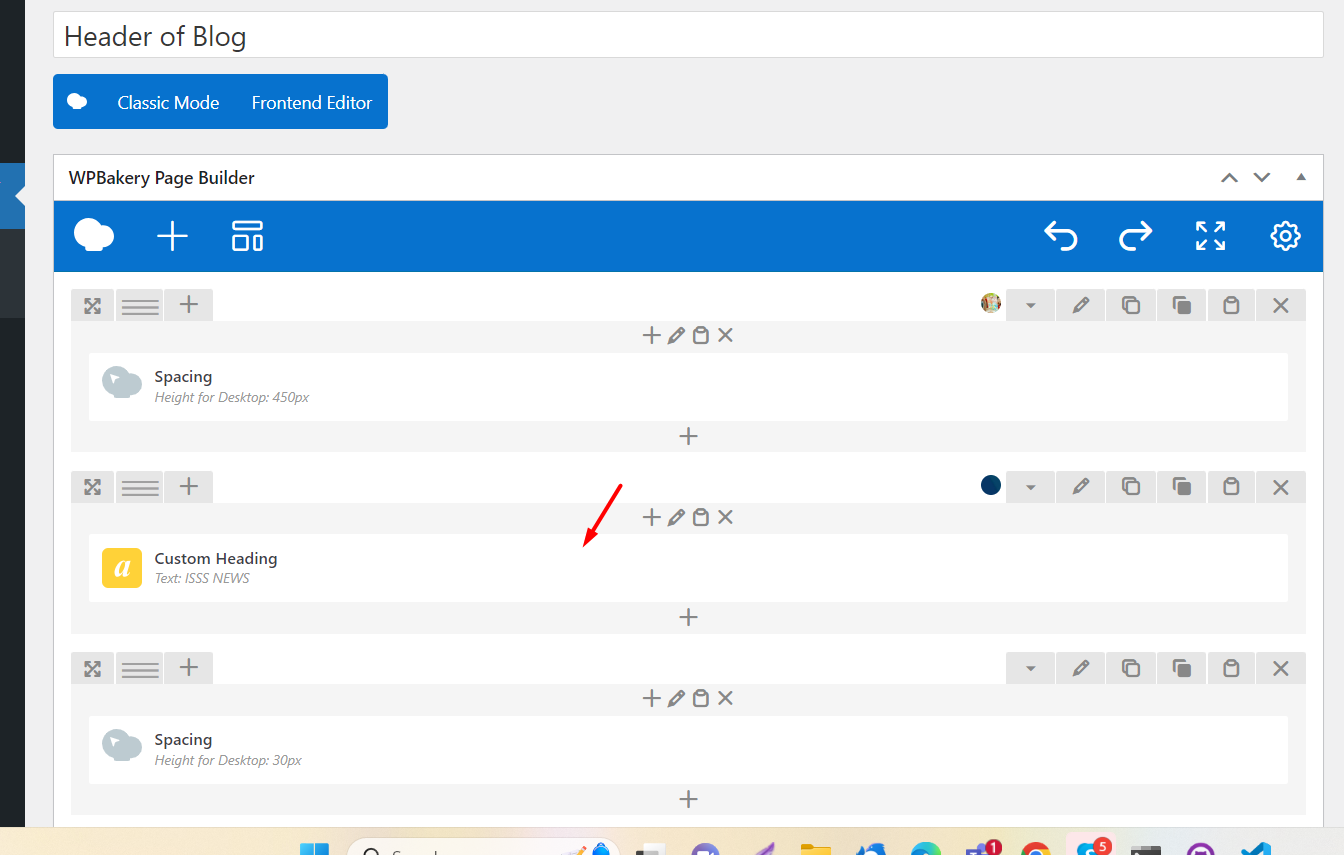 Header of Blog
Classic Mode Frontend Editor
WPBakery Page Builder
Spacing
Height for Desktop: 450px
a Custom Heading
Text: ISSS NEWS
Spacing
Height for Desktop: 30px
1
5